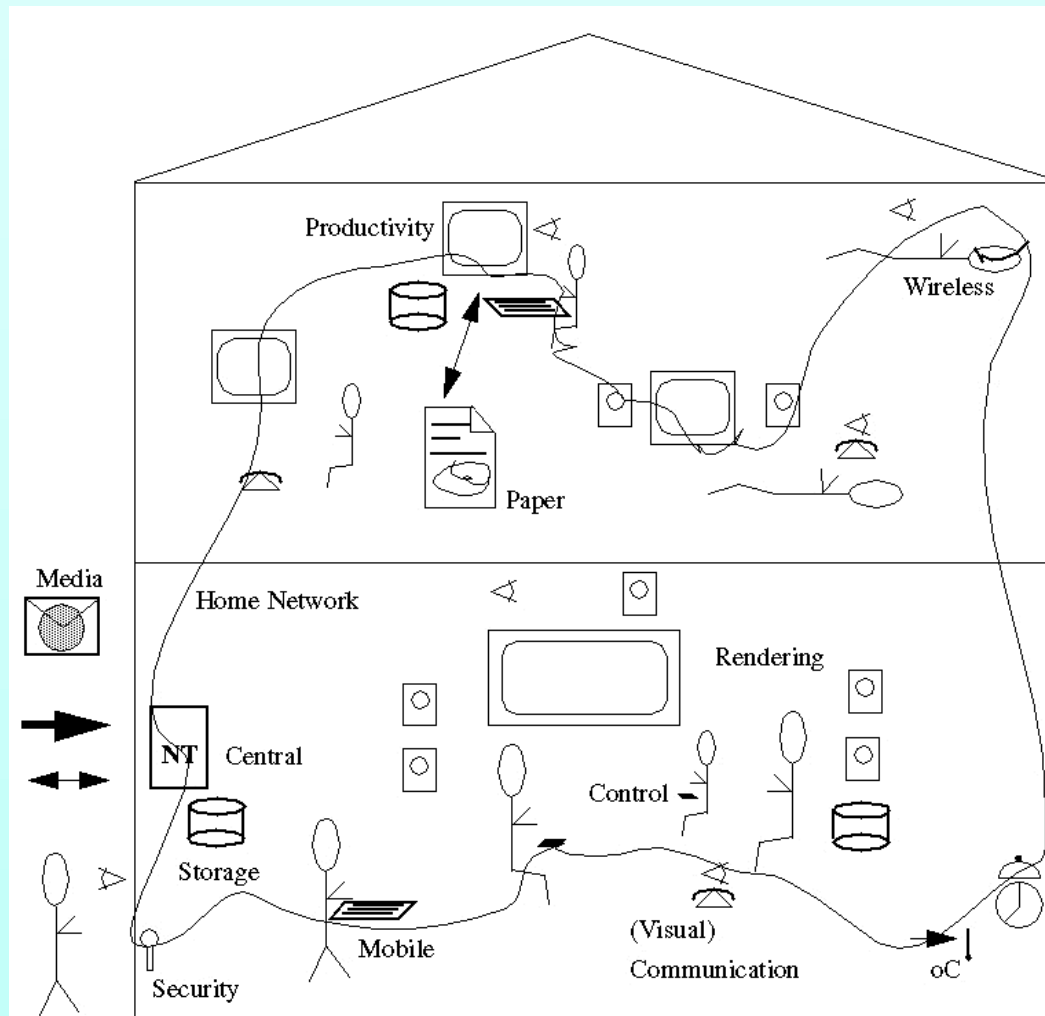 Productivity
Wireless
Paper
Media
Home Network
Rendering
NT
Central
Control
Storage
Mobile
(Visual)
Communication
oC
Security